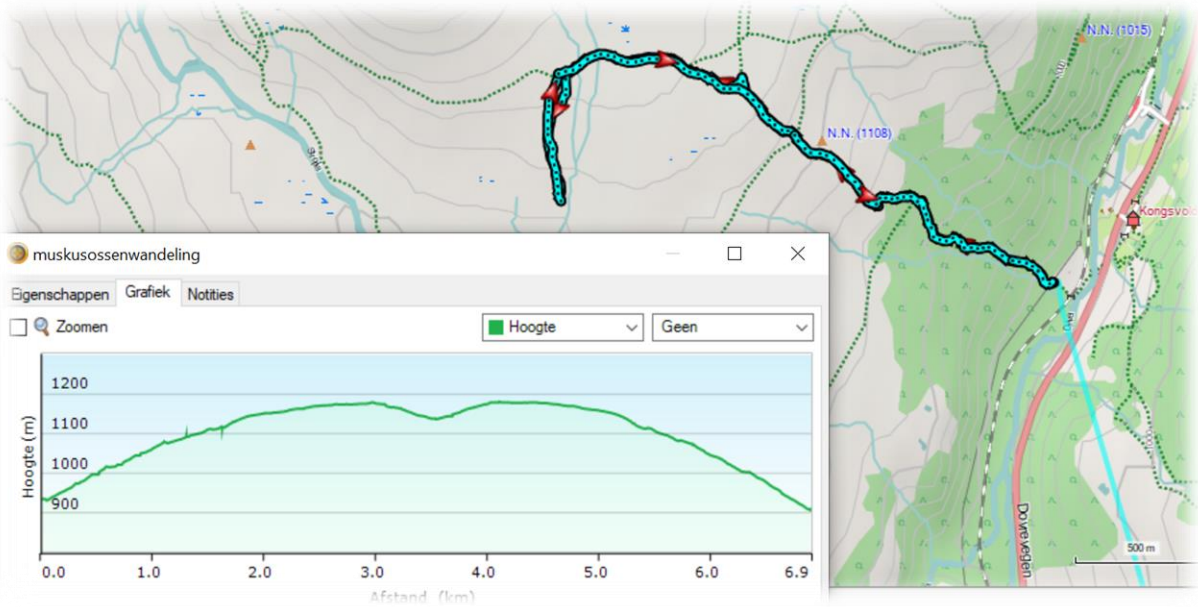 N.N. (1015)
N.N. (1108)
Kongsvo
muskusossenwandeling
Eigenschappen Grafiek Notities
Zoomen Hoogte Geen
Hoogte (m)
1200
1100
1000
900
0.0 1.0 2.0 3.0 4.0 5.0 6.0 6.9
Afstand (km)
500 m
Dovrevegen